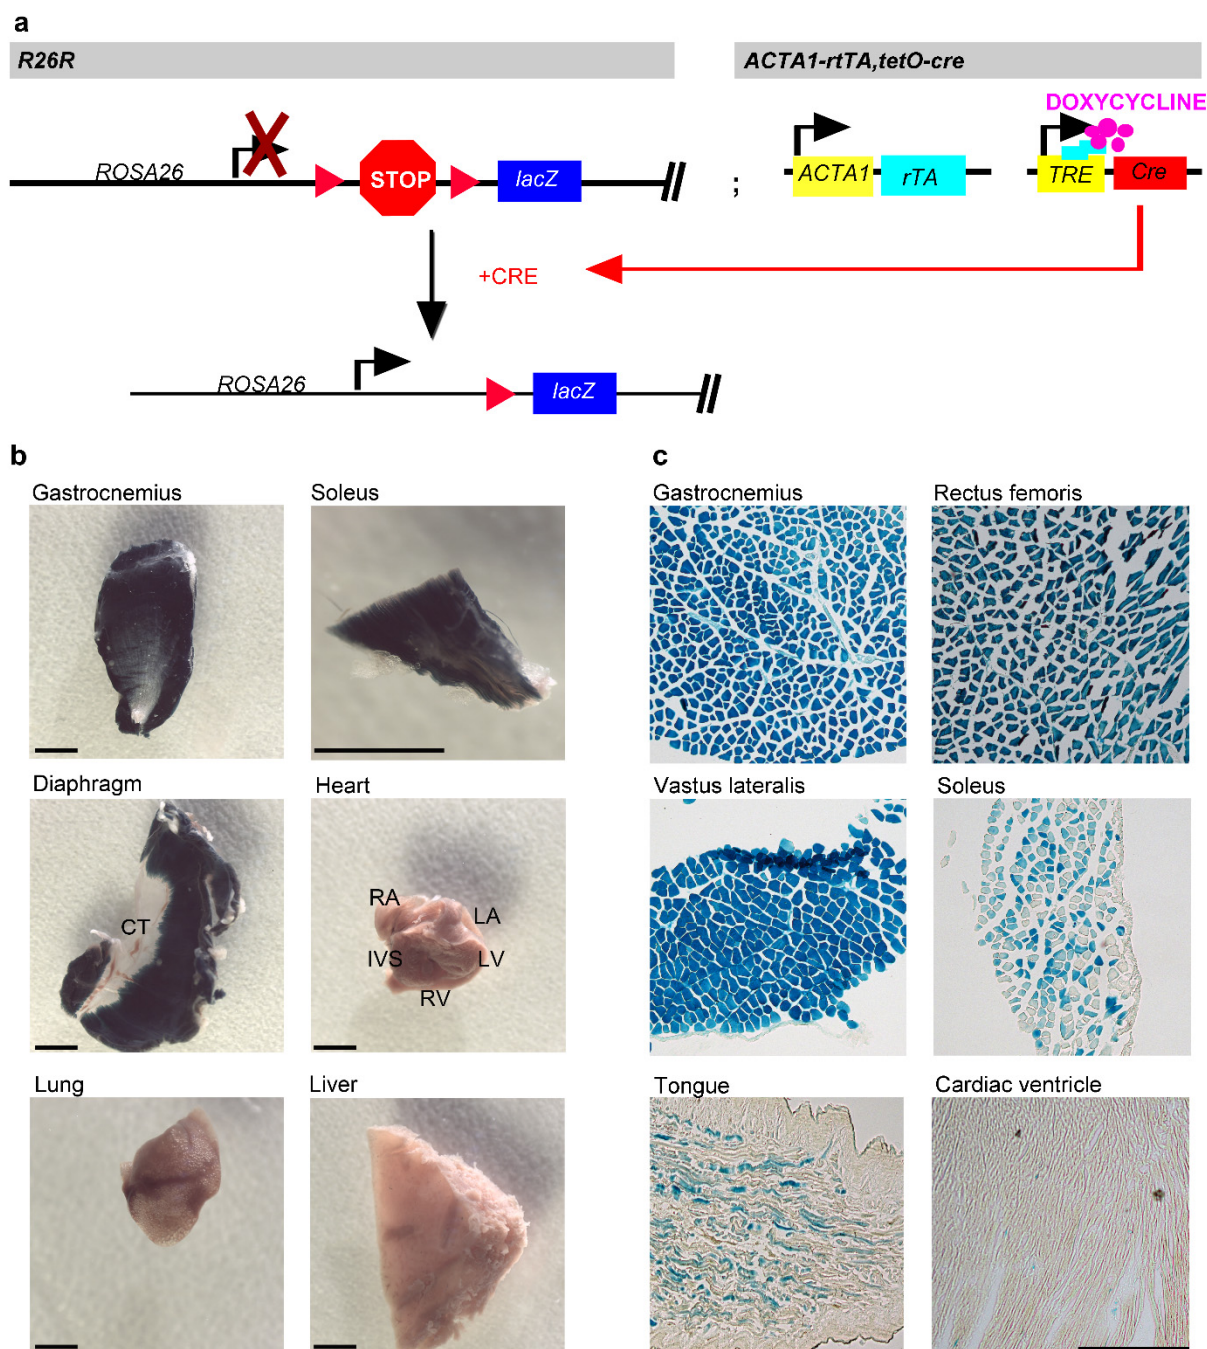 a
R26R
ACTA1-rtTA,tetO-cre
DOXYCYCLINE
ROSA26
STOP
lacZ
;
ACTA1
rTA
TRE
Cre
+CRE
ROSA26
lacZ
b
c
Gastrocnemius
Soleus
Gastrocnemius
Rectus femoris
Diaphragm
Heart
Vastus lateralis
Soleus
CT
RA
LA
IVS
LV
RV
Lung
Liver
Tongue
Cardiac ventricle